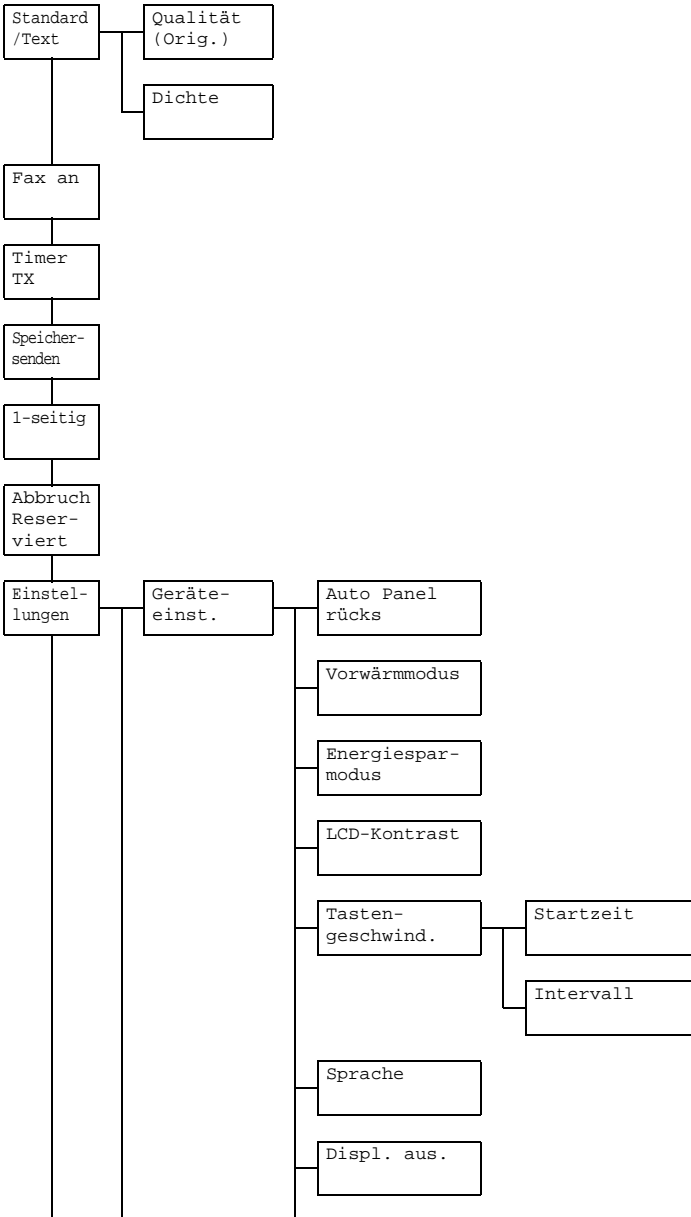 Standard
/Text
Qualität
(Orig.)
Dichte
Fax an
Timer
TX
Speicher-
senden
1-seitig
Abbruch
Reser-
viert
Einstel-
lungen
Geräte-
einst.
Auto Panel
rücks
Vorwärmmodus
Energiespar-
modus
LCD-Kontrast
Tasten-
geschwind.
Startzeit
Intervall
Sprache
Displ. aus.